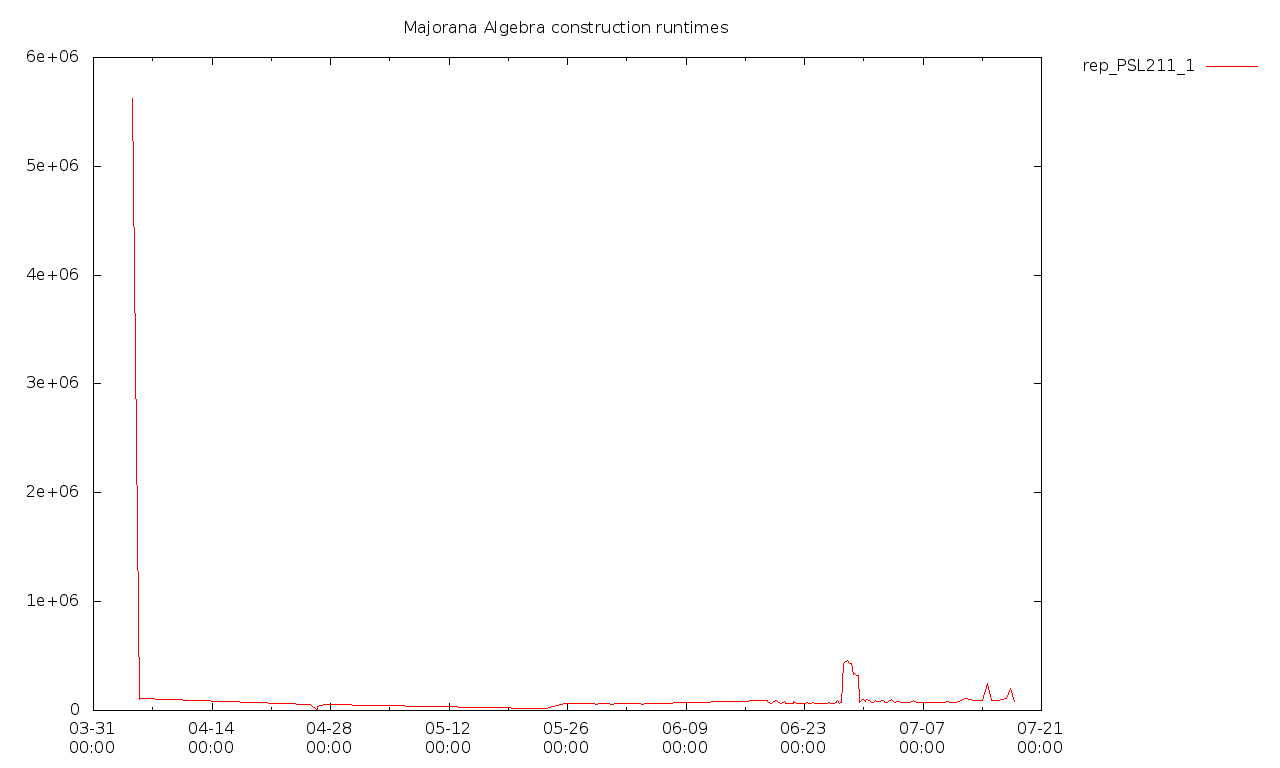 Majorana Algebra construction runtimes
rep_PSL211_1
6e+06
5e+06
4e+06
3e+06
2e+06
1e+06
0
03-31 04-14 04-28 05-12 05-26 06-09 06-23 07-07 07-21
00:00 00:00 00:00 00:00 00:00 00:00 00:00 00:00 00:00